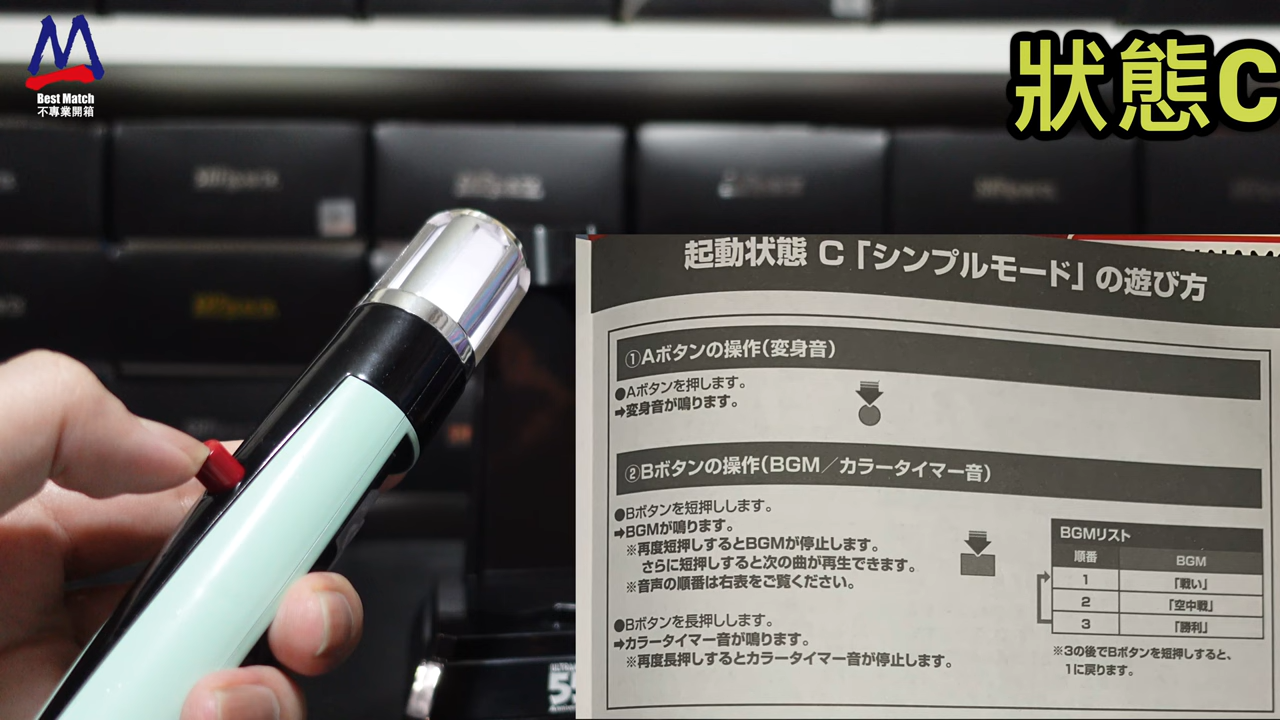 Best Match
不專業開箱
狀態C
起動状態 C「シンプルモード」の遊び方
①Aボタンの操作(変身音)
●Aボタンを押します。
➡変身音が鳴ります。
②Bボタンの操作(BGM／カラータイマー音)
●Bボタンを短押しします。
➡BGMが鳴ります。
※再度短押しするとBGMが停止します。
さらに短押しすると次の曲が再生できます。
※音声の順番は右表をご覧ください。
●Bボタンを長押しします。
➡カラータイマー音が鳴ります。
※再度長押しするとカラータイマー音が停止します。
BGMリスト
順番 BGM
1 「戦い」
2 「空中戦」
3 「勝利」
※3の後でBボタンを短押しすると、
1に戻ります。